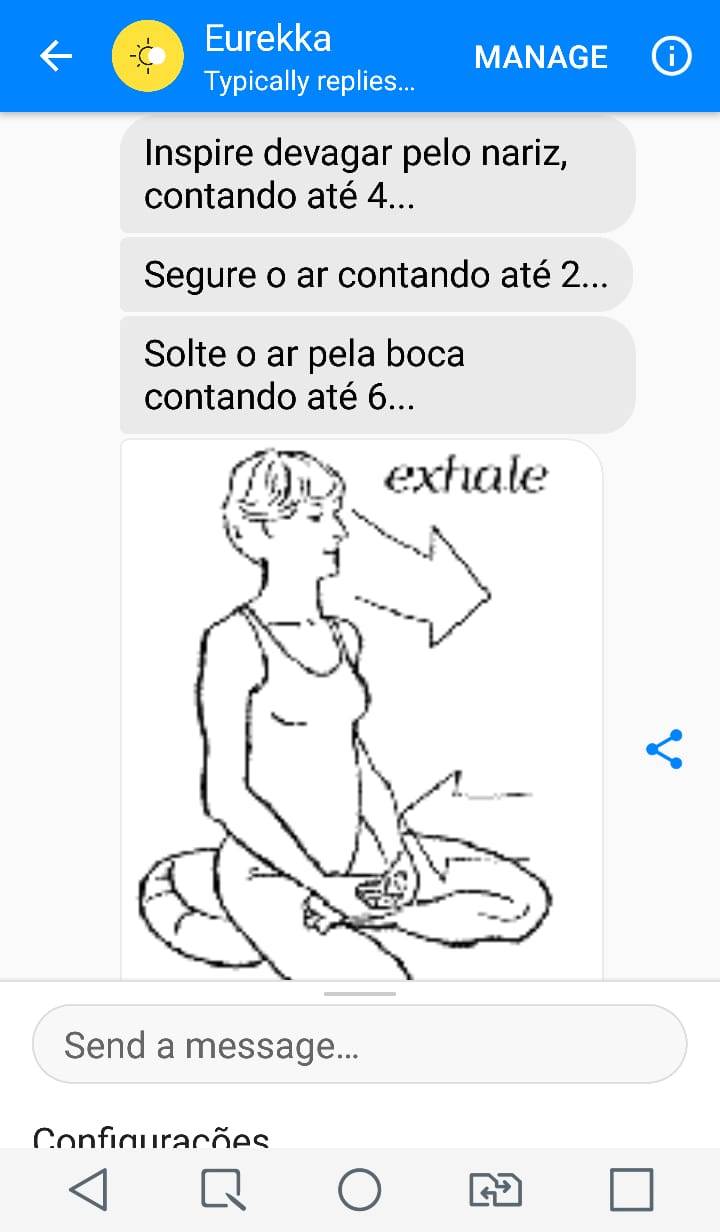 Eurekka
Typically replies...
MANAGE
Inspire devagar pelo nariz,
contando até 4...
Segure o ar contando até 2...
Solte o ar pela boca
contando até 6...
exhale
Send a message...
Configurações